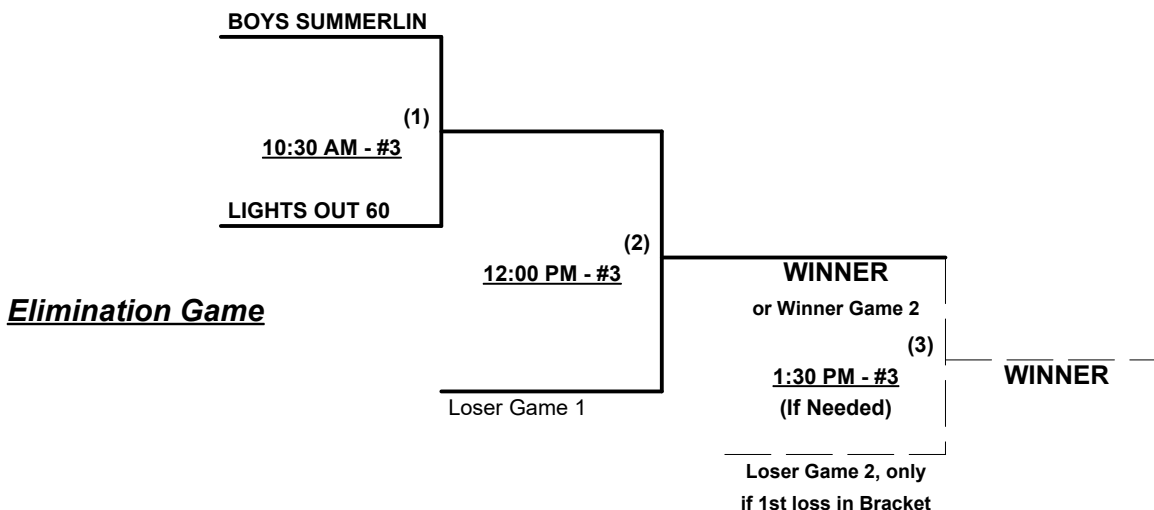 BOYS SUMMERLIN
(1)
10:30 AM - #3
LIGHTS OUT 60
(2)
12:00 PM - #3
WINNER
or Winner Game 2
Elimination Game
(3)
1:30 PM - #3
WINNER
(If Needed)
Loser Game 1
Loser Game 2, only
if 1st loss in Bracket